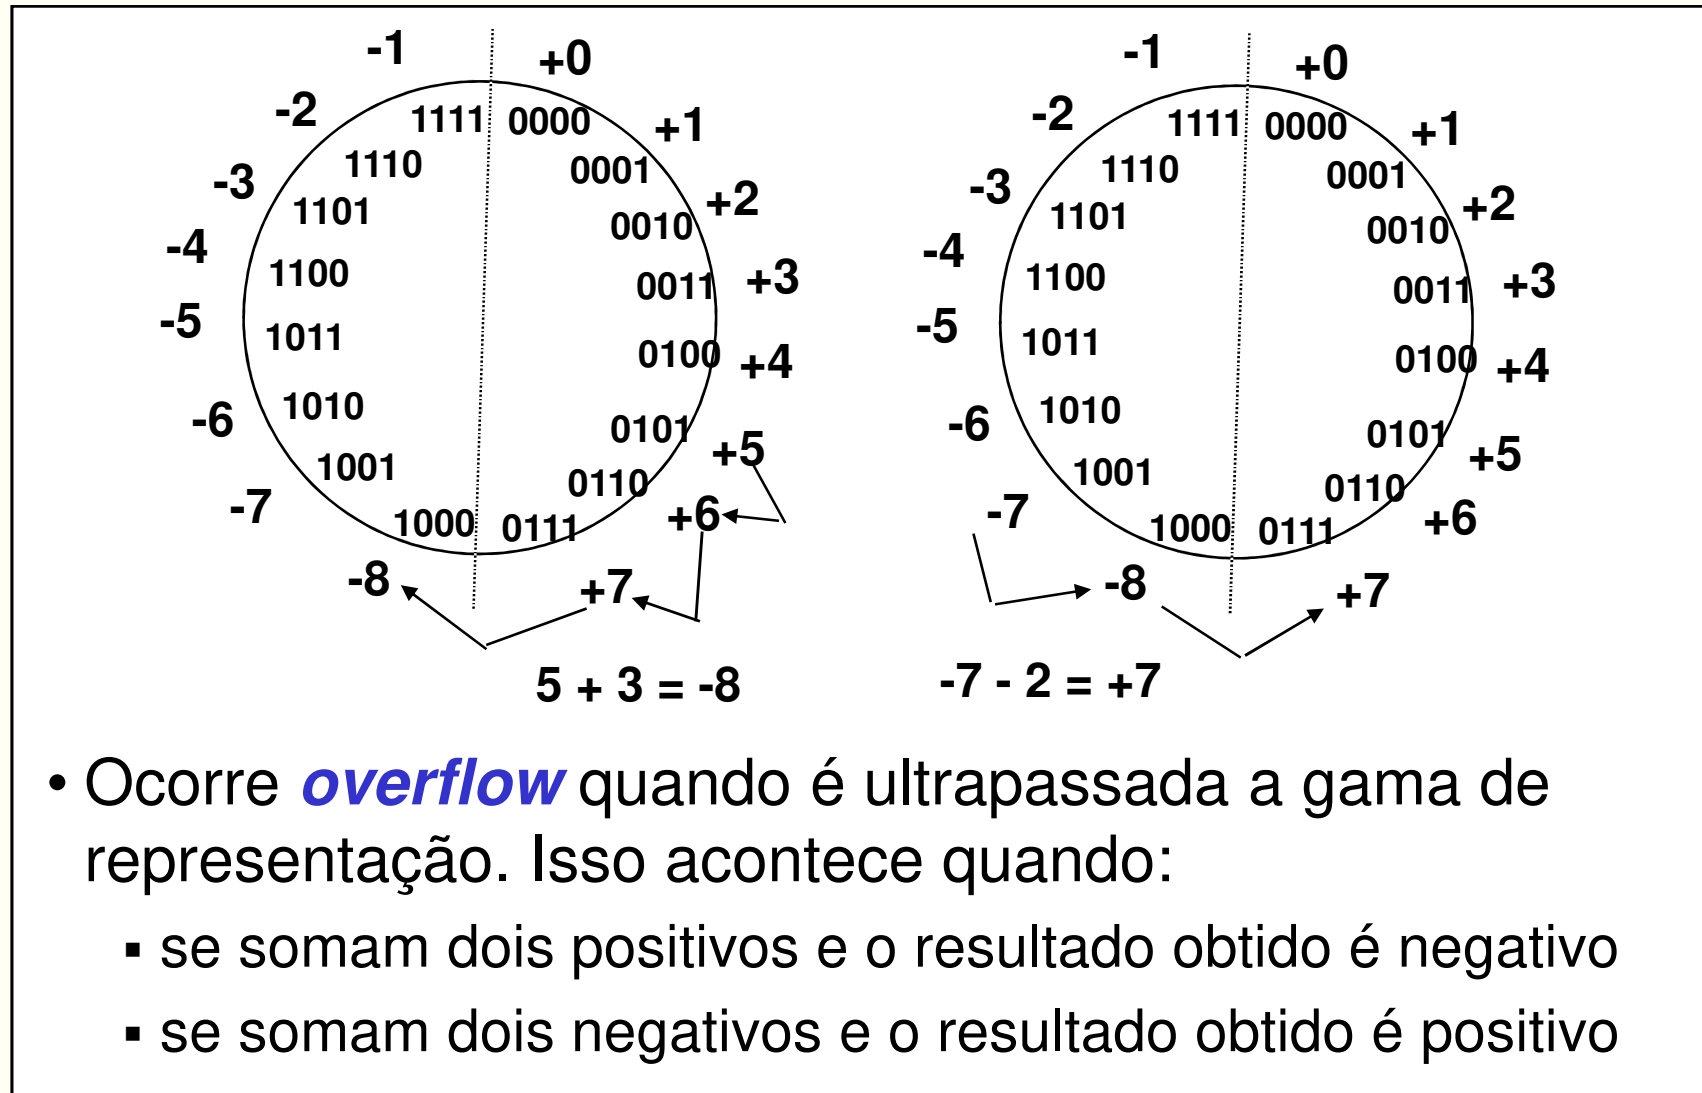 -1 +0
-2 1111 0000 +1
-3 1110 0001 +2
-4 1101 0010 +3
-5 1100 0011 +4
-6 1011 0100 +5
-7 1010 0101 +6
-8 1001 0110 +7
1000 0111
5 + 3 = -8
-1 +0
-2 1111 0000 +1
-3 1110 0001 +2
-4 1101 0010 +3
-5 1100 0011 +4
-6 1011 0100 +5
-7 1010 0101 +6
-8 1001 0110 +7
1000 0111
-7 - 2 = +7
• Ocorre overflow quando é ultrapassada a gama de
representação. Isso acontece quando:
▪ se somam dois positivos e o resultado obtido é negativo
▪ se somam dois negativos e o resultado obtido é positivo